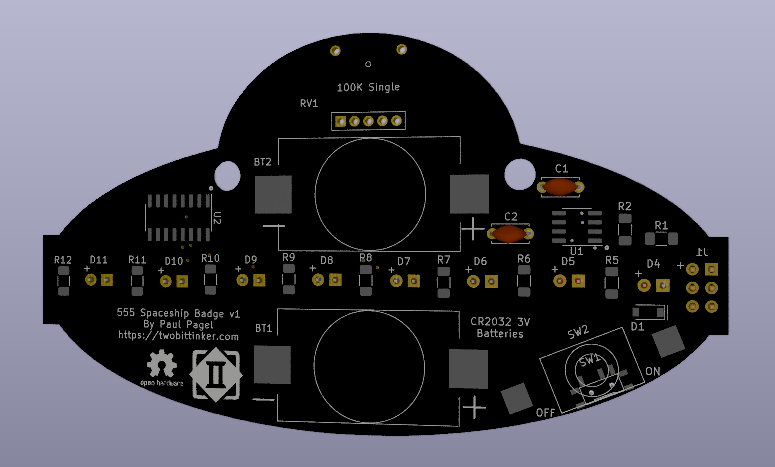 100K Single
RV1
BT2
C1
C2
U2
U1
R2
R1
J1
R12
D11
R11
D10
R10
D9
R9
D8
R8
D7
R7
D6
R6
D5
R5
D4
D1
555 Spaceship Badge v1
By Paul Pagel
https://twobittinker.com
open hardware
BT1
CR2032 3V
Batteries
SW2
SW1
ON
OFF